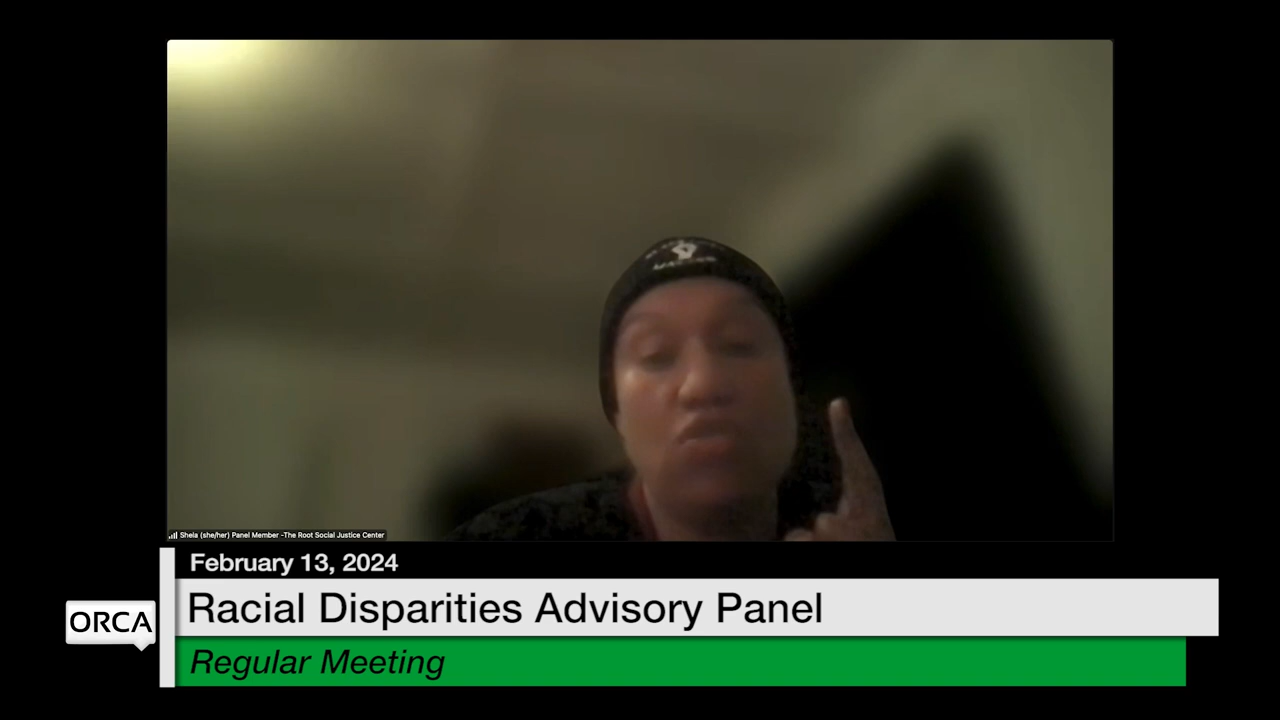 Shela (she/her) Panel Member -The Root Social Justice Center
February 13, 2024
Racial Disparities Advisory Panel
ORCA
Regular Meeting